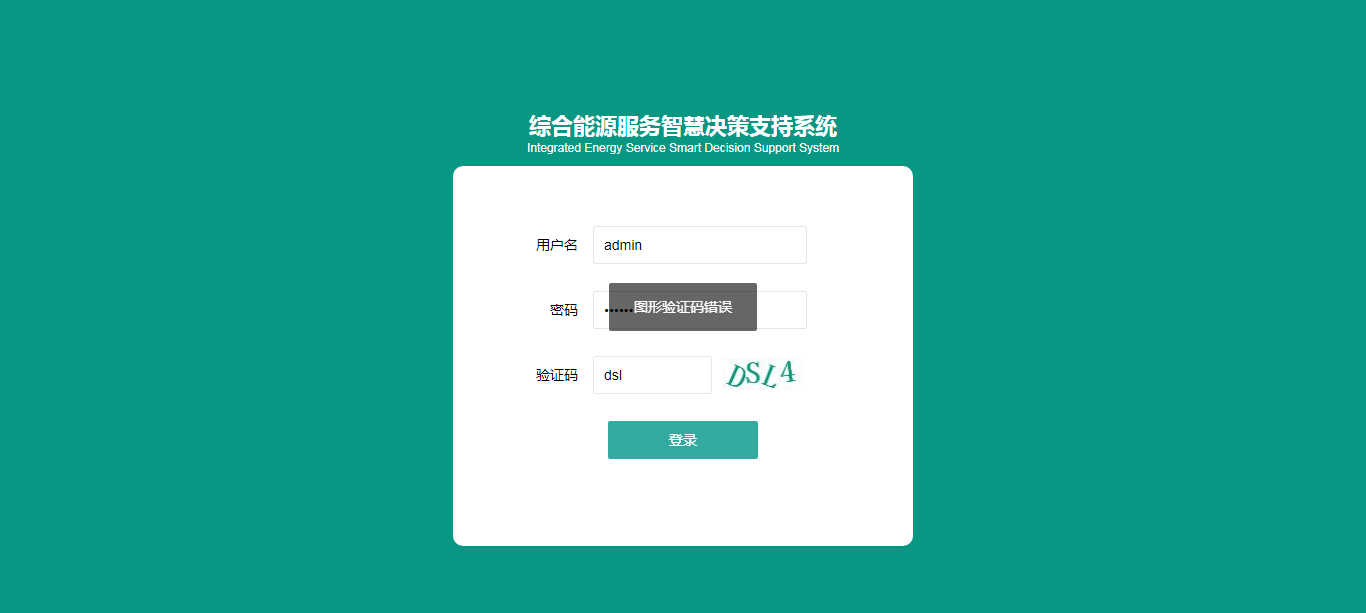 综合能源服务智慧决策支持系统
Integrated Energy Service Smart Decision Support System
用户名 admin
密码 ••••••
图形验证码错误
验证码 dsl DSL4
登录